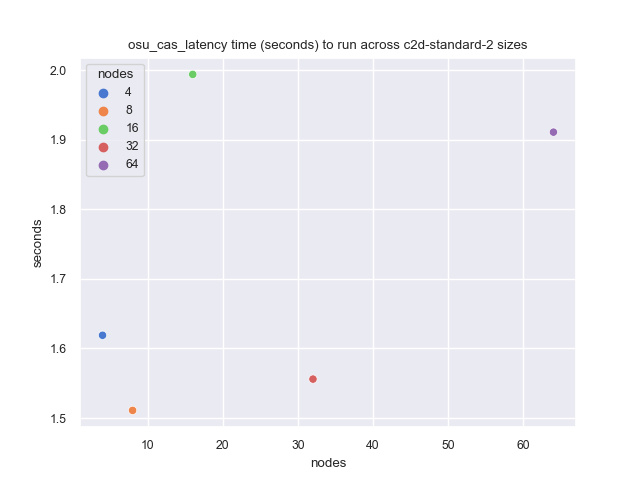 osu_cas_latency time (seconds) to run across c2d-standard-2 sizes
nodes
4
8
16
32
64
2.0
1.9
1.8
1.7
1.6
1.5
seconds
10 20 30 40 50 60
nodes